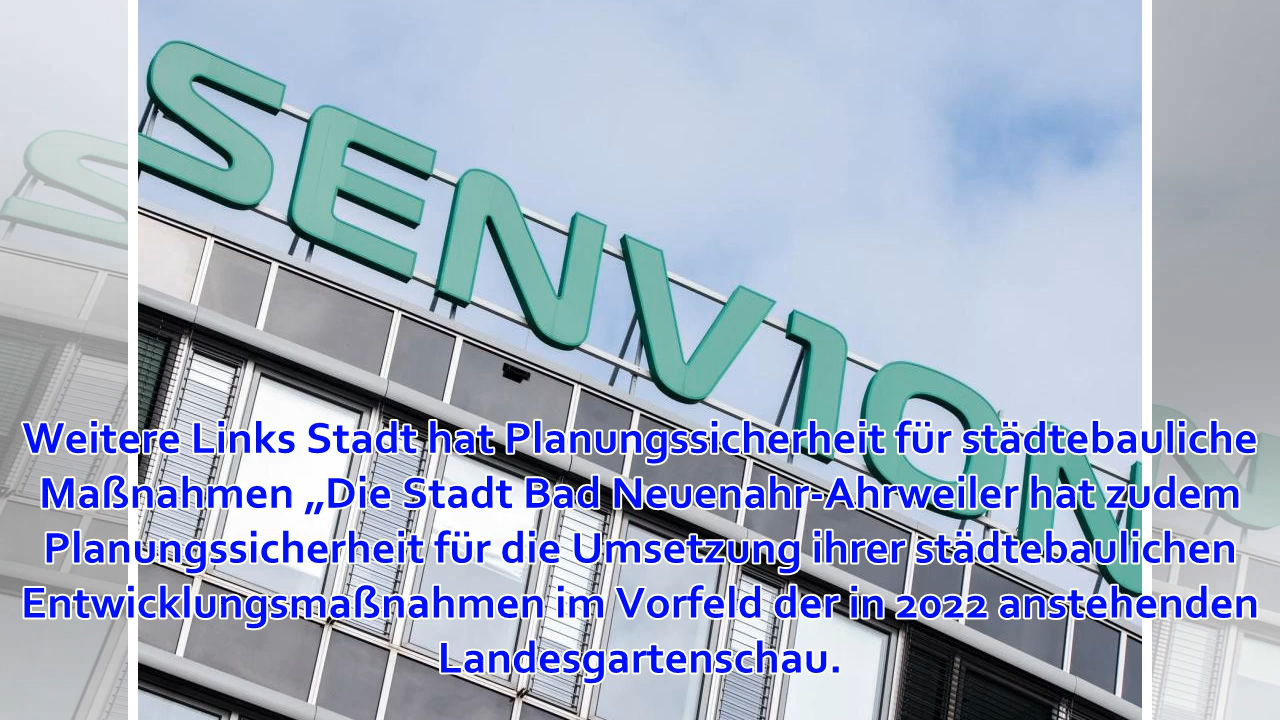 SENVION
Weitere Links Stadt hat Planungssicherheit für städtebauliche
Maßnahmen „Die Stadt Bad Neuenahr-Ahrweiler hat zudem
Planungssicherheit für die Umsetzung ihrer städtebaulichen
Entwicklungsmaßnahmen im Vorfeld der in 2022 anstehenden
Landesgartenschau.